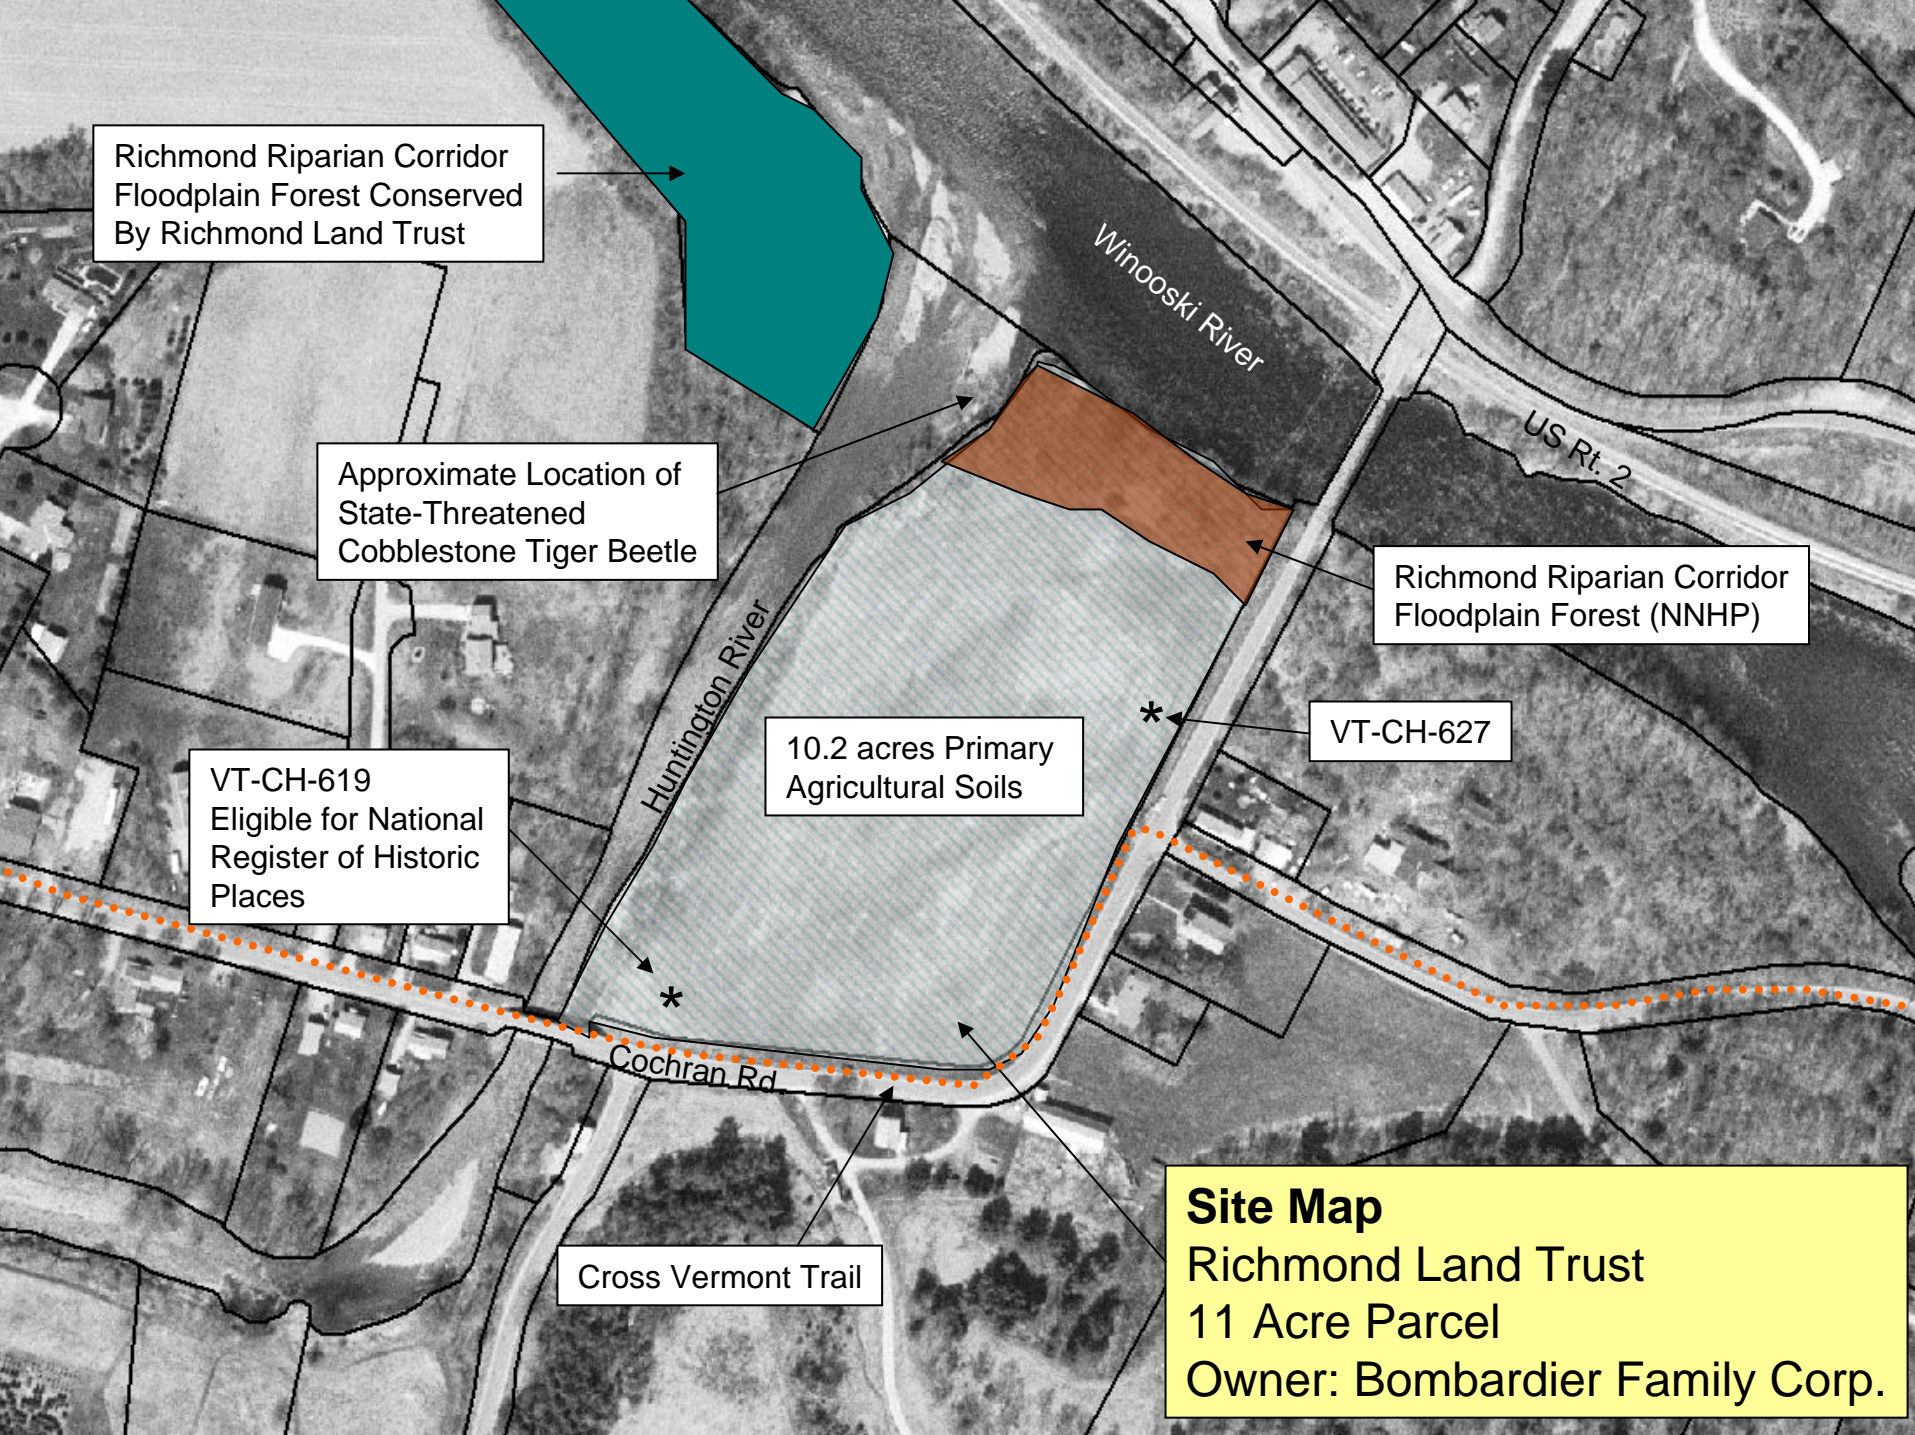 Richmond Riparian Corridor
Floodplain Forest Conserved
By Richmond Land Trust
Winooski River
US Rt. 2
Approximate Location of
State-Threatened
Cobblestone Tiger Beetle
Richmond Riparian Corridor
Floodplain Forest (NNHP)
Huntington River
*
VT-CH-627
10.2 acres Primary
Agricultural Soils
VT-CH-619
Eligible for National
Register of Historic
Places
*
Cochran Rd
Cross Vermont Trail
Site Map
Richmond Land Trust
11 Acre Parcel
Owner: Bombardier Family Corp.